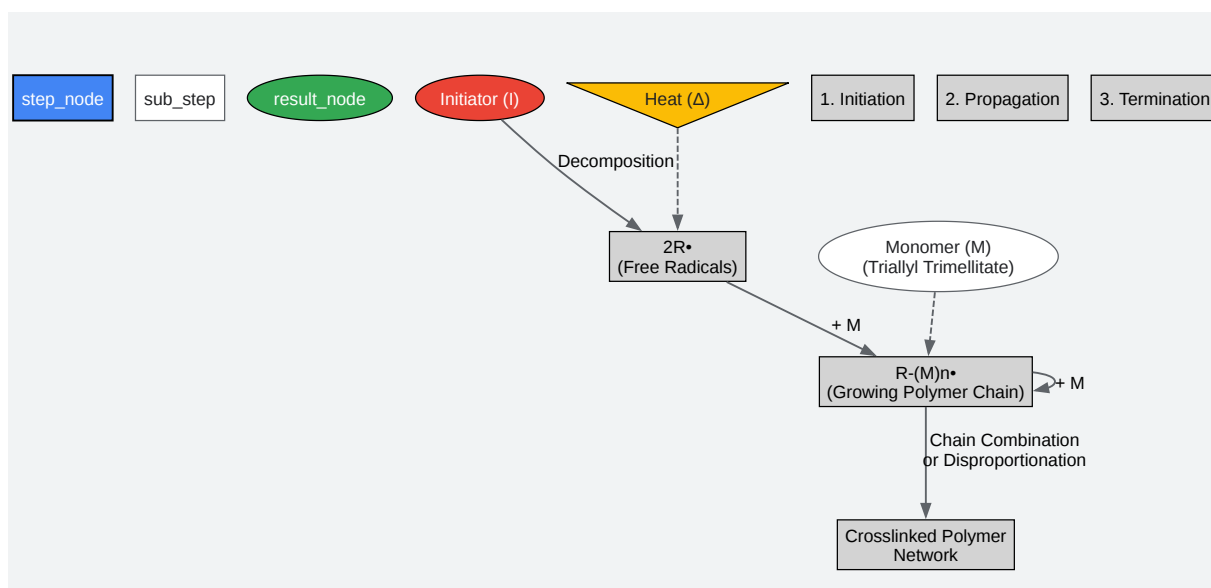 step_node
sub_step
result_node
Initiator (I)
Heat (Δ)
1. Initiation
2. Propagation
3. Termination
Decomposition
2R•
(Free Radicals)
Monomer (M)
(Triallyl Trimellitate)
+ M
R-(M)n•
(Growing Polymer Chain)
+ M
Chain Combination
or Disproportionation
Crosslinked Polymer
Network